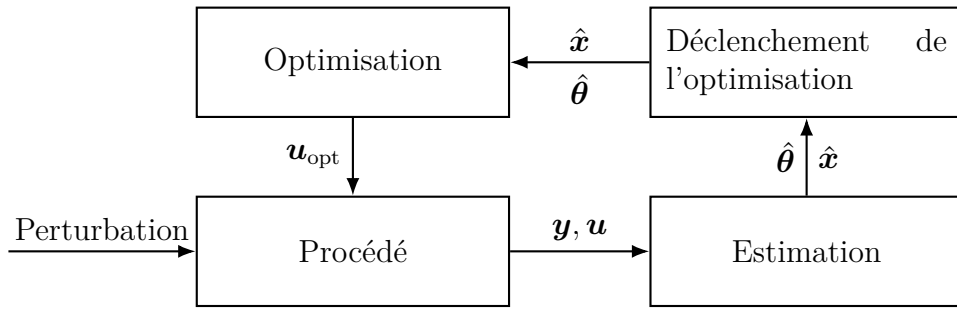 Optimisation
x̂
θ̂
Déclenchement de
l'optimisation
u_opt
θ̂ x̂
Perturbation
Procédé
y, u
Estimation